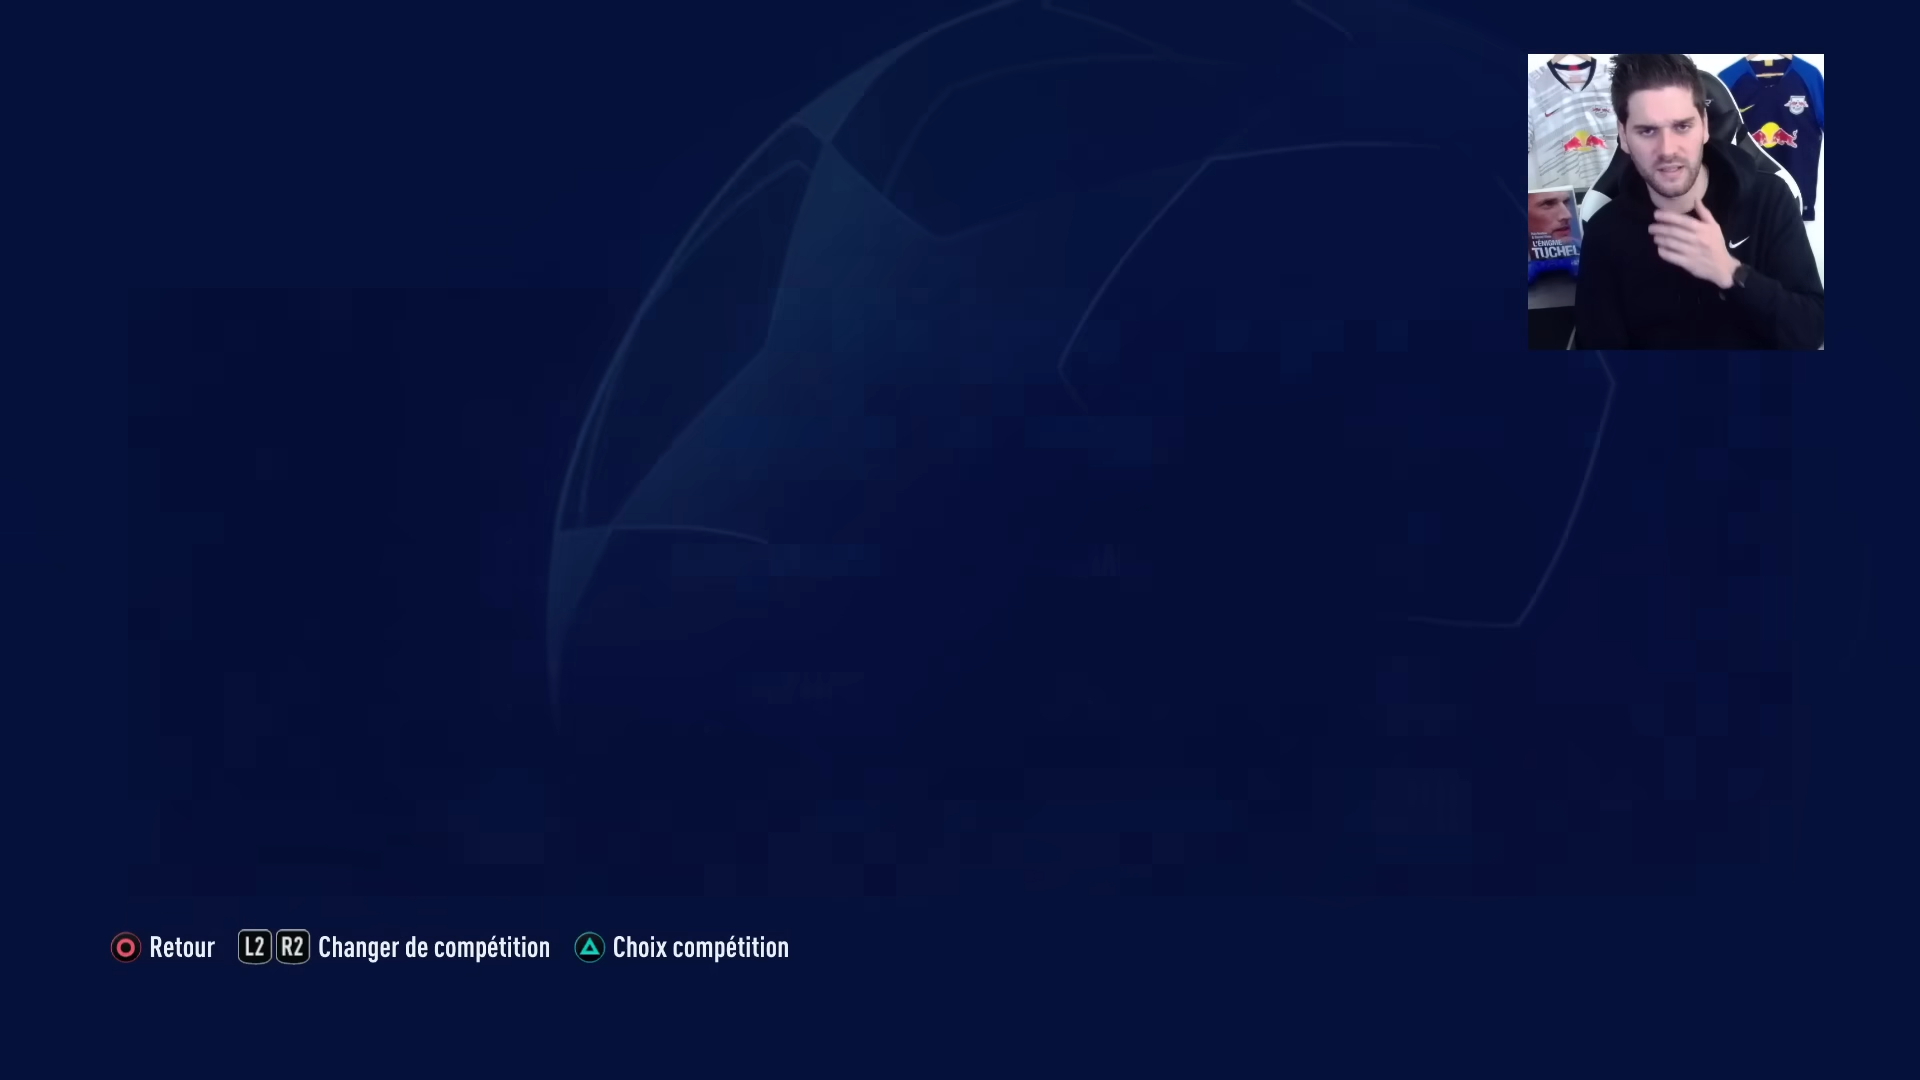 L'ÉNIGME
TUCHEL
Retour L2 R2 Changer de compétition Choix compétition